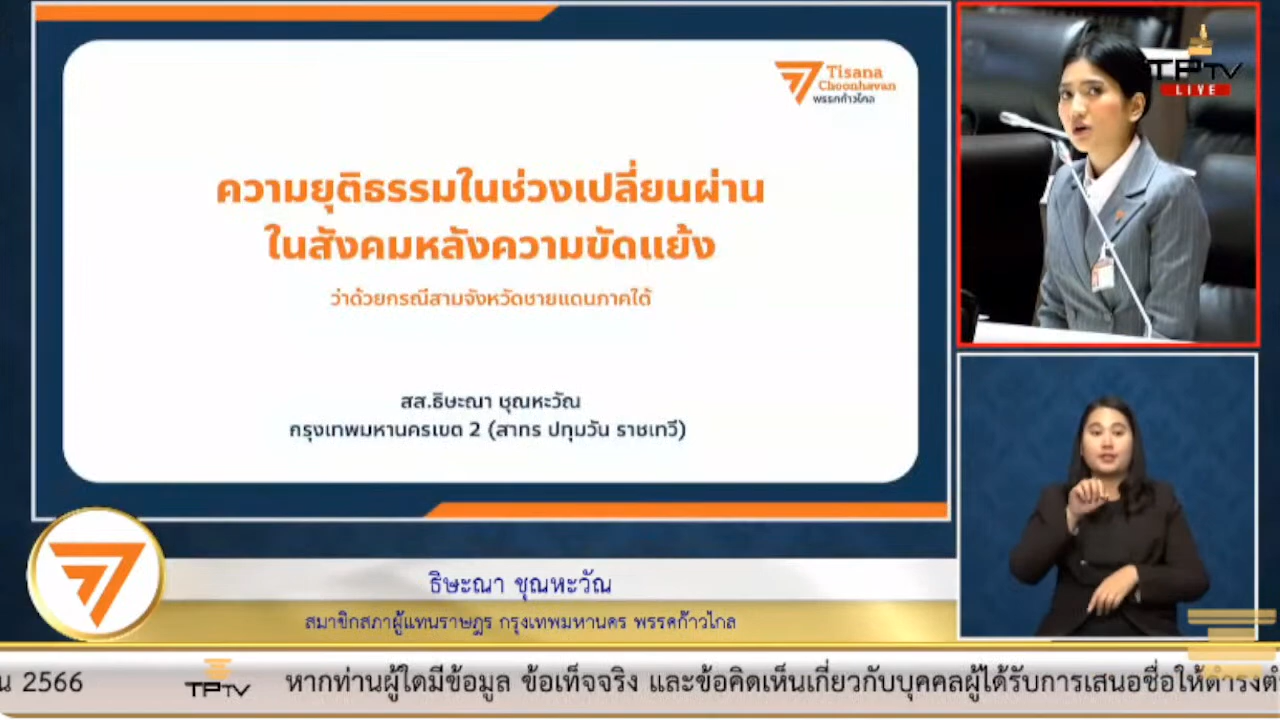 Tisana
Choonhavan
พรรคก้าวไกล
ความยุติธรรมในช่วงเปลี่ยนผ่าน
ในสังคมหลังความขัดแย้ง
ว่าด้วยกรณีสามจังหวัดชายแดนภาคใต้
สส.ธิษะณา ชุณหะวัณ
กรุงเทพมหานครเขต 2 (สาทร ปทุมวัน ราชเทวี)
TPTV
LIVE
ธิษะณา ชุณหะวัณ
สมาชิกสภาผู้แทนราษฎร กรุงเทพมหานคร พรรคก้าวไกล
น 2566 TPTV หากท่านผู้ใดมีข้อมูล ข้อเท็จจริง และข้อคิดเห็นเกี่ยวกับบุคคลผู้ได้รับการเสนอชื่อให้ดำรงตำ